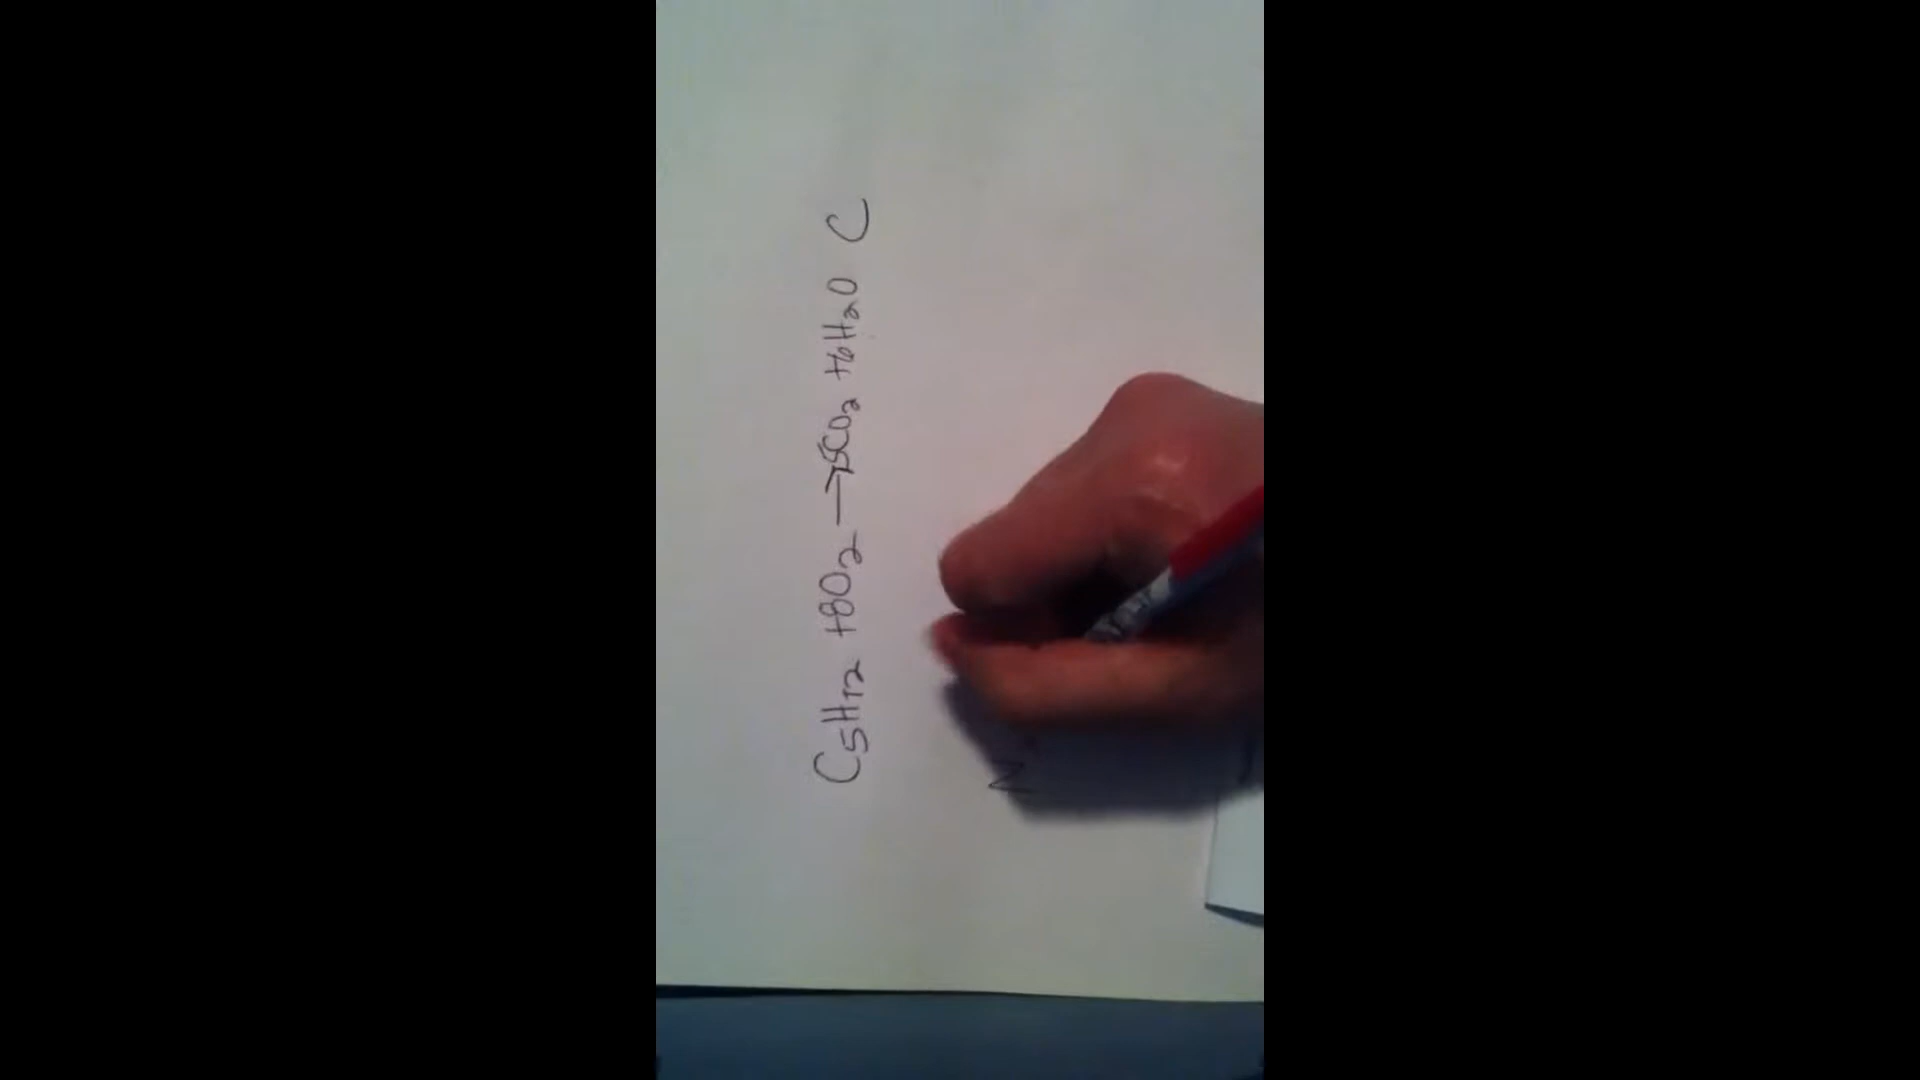 C₅H₁₂ + 8O₂ → 5CO₂ + 6H₂O C
N